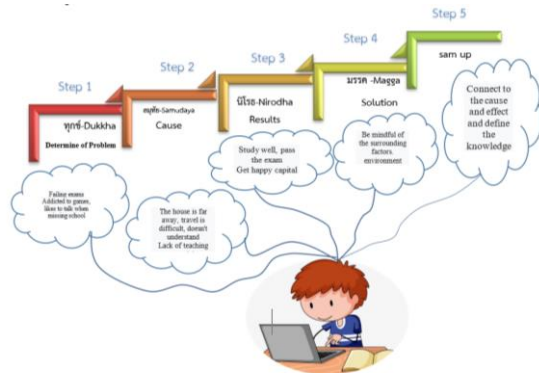 Step 1
ทุกข์-Dukkha
Determine of Problem
Failing exams
Addicted to games,
likes to talk when
missing school
Step 2
สมุทัย-Samudaya
Cause
The house is far
away, travel is
difficult, doesn't
understand
Lack of teaching
Step 3
นิโรธ-Nirodha
Results
Study well, pass
the exam
Get happy capital
Step 4
มรรค -Magga
Solution
Be mindful of
the surrounding
factors.
environment
Step 5
sam up
Connect to
the cause
and effect
and define
the
knowledge